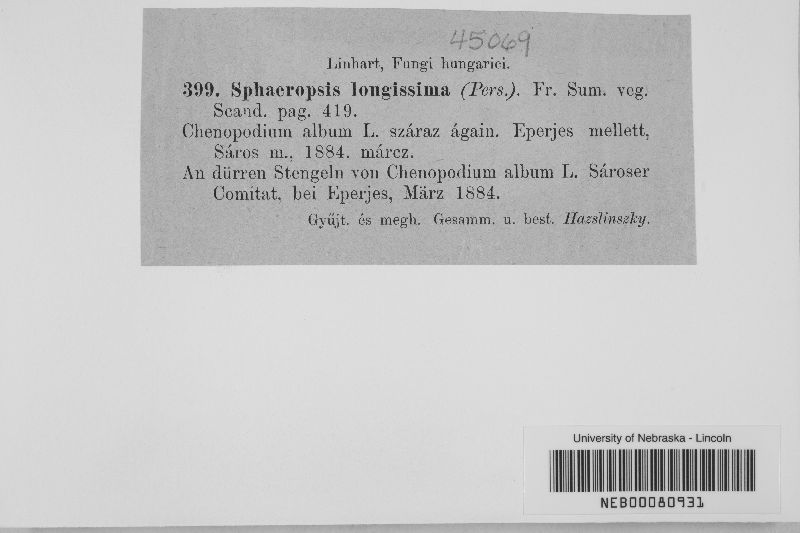 45069
Linhart, Fungi hungarici.
399. Sphaeropsis longissima (Pers.). Fr. Sum. veg.
Scand. pag. 419.
Chenopodium album L. száraz ágain. Eperjes mellett,
Sáros m., 1884. márcz.
An dürren Stengeln von Chenopodium album L. Sároser
Comitat, bei Eperjes, März 1884.
Gyűjt. és megh. Gesamm. u. best. Hazslinszky.
University of Nebraska - Lincoln
NEB00080931